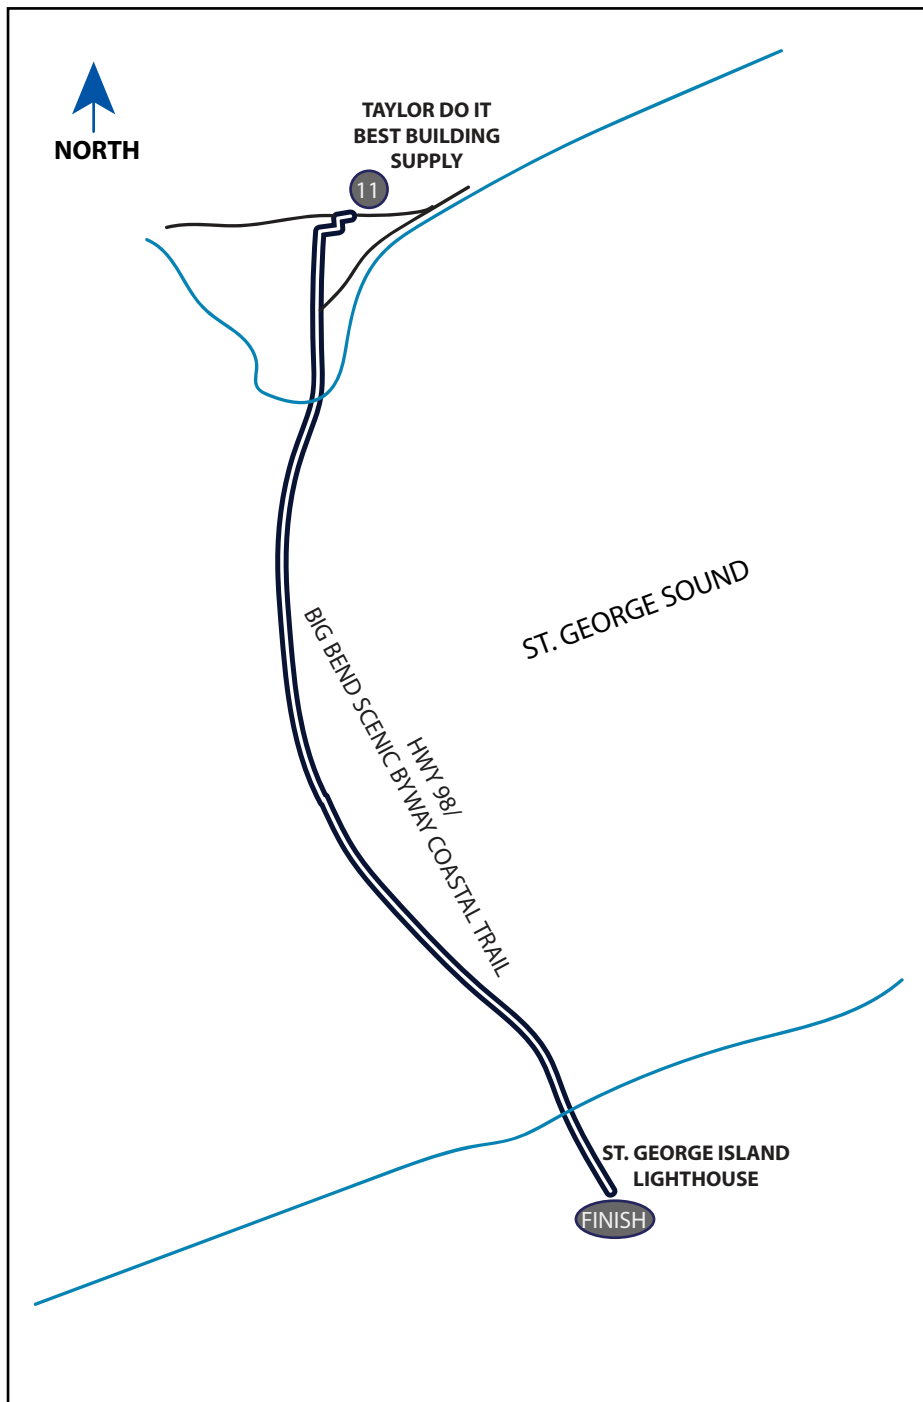 NORTH
TAYLOR DO IT
BEST BUILDING
SUPPLY
11
ST. GEORGE SOUND
HWY 98/
BIG BEND SCENIC BYWAY COASTAL TRAIL
ST. GEORGE ISLAND
LIGHTHOUSE
FINISH